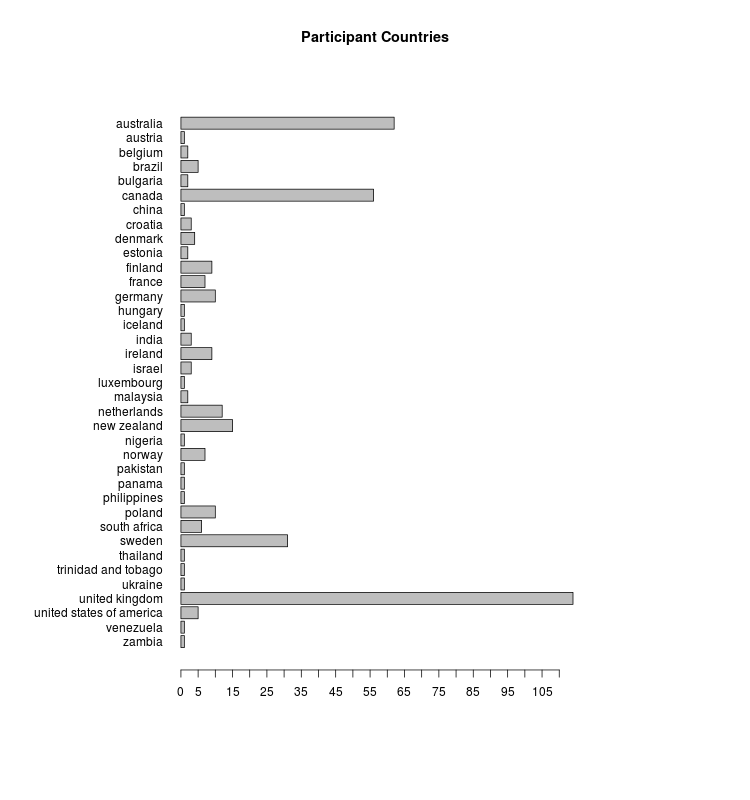 Participant Countries
australia
austria
belgium
brazil
bulgaria
canada
china
croatia
denmark
estonia
finland
france
germany
hungary
iceland
india
ireland
israel
luxembourg
malaysia
netherlands
new zealand
nigeria
norway
pakistan
panama
philippines
poland
south africa
sweden
thailand
trinidad and tobago
ukraine
united kingdom
united states of america
venezuela
zambia
0 5 15 25 35 45 55 65 75 85 95 105